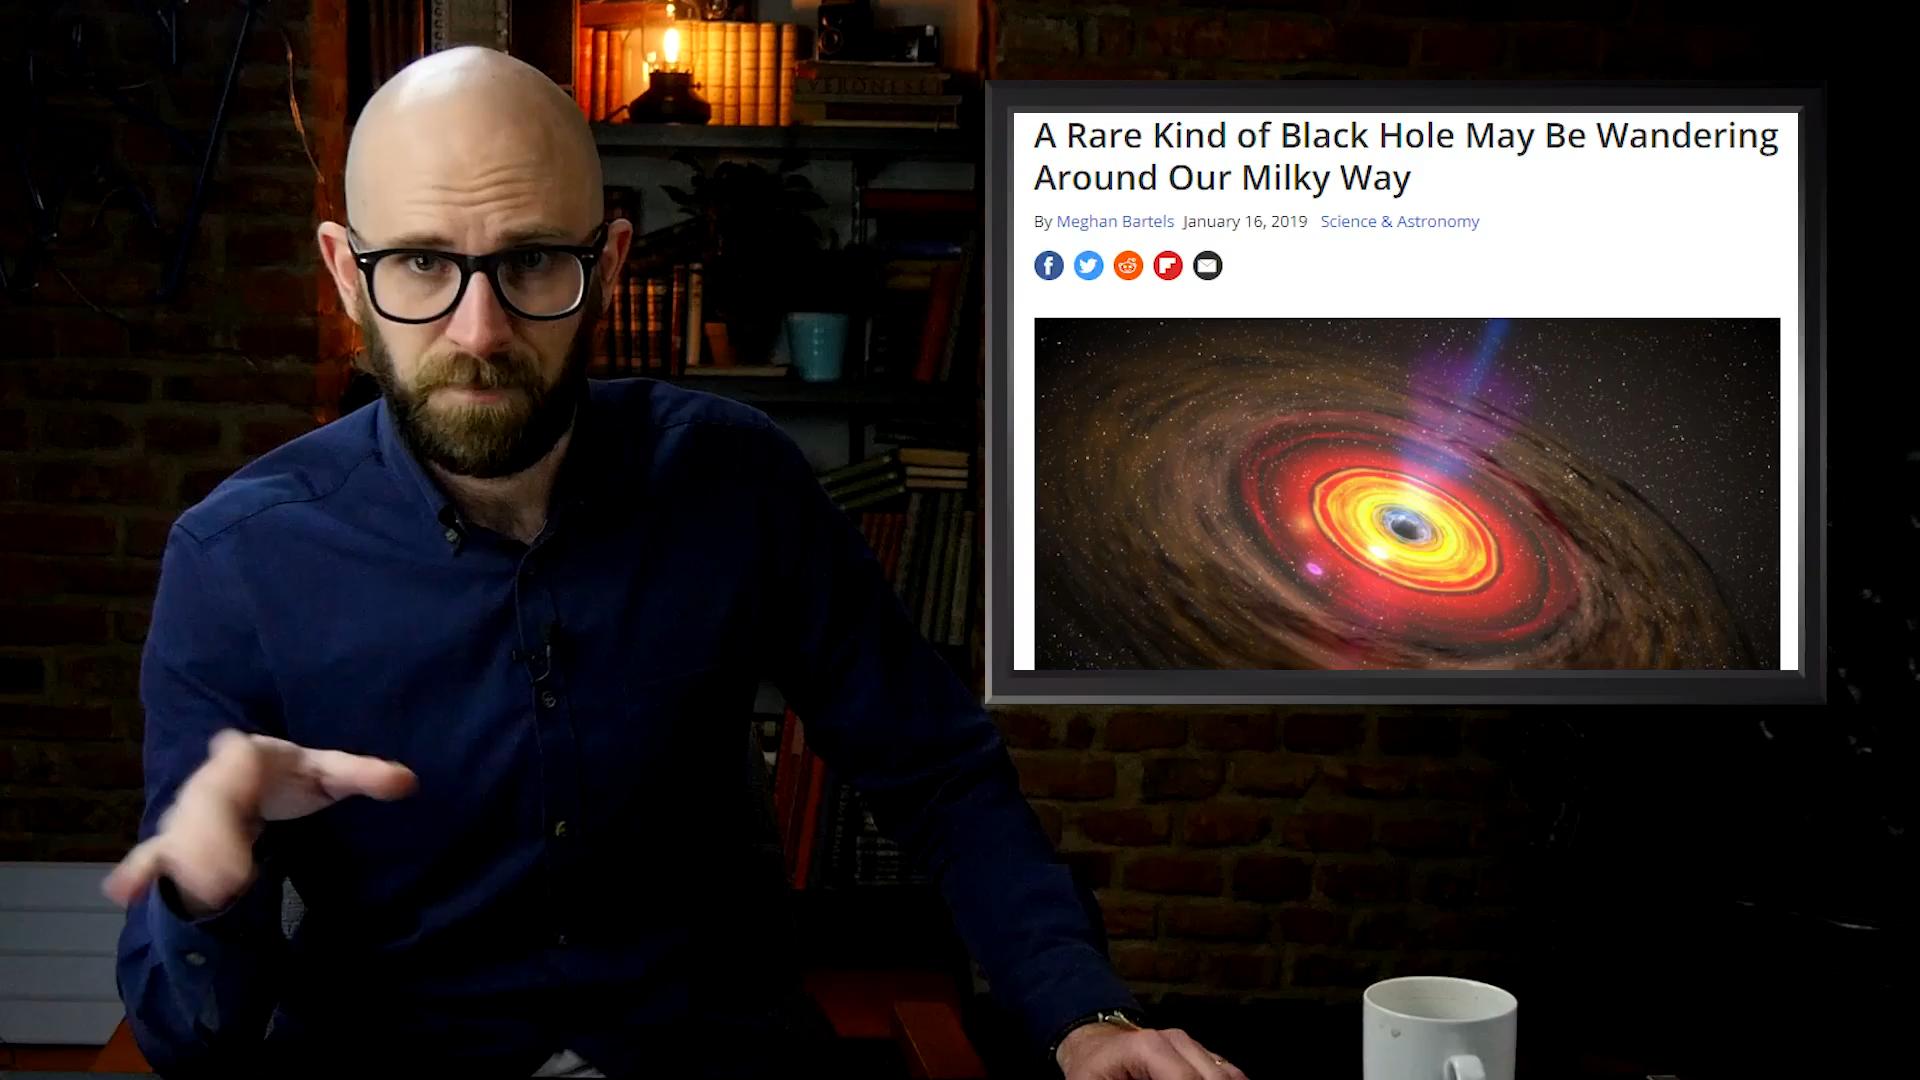 VERONESE
A Rare Kind of Black Hole May Be Wandering
Around Our Milky Way
By Meghan Bartels January 16, 2019 Science & Astronomy